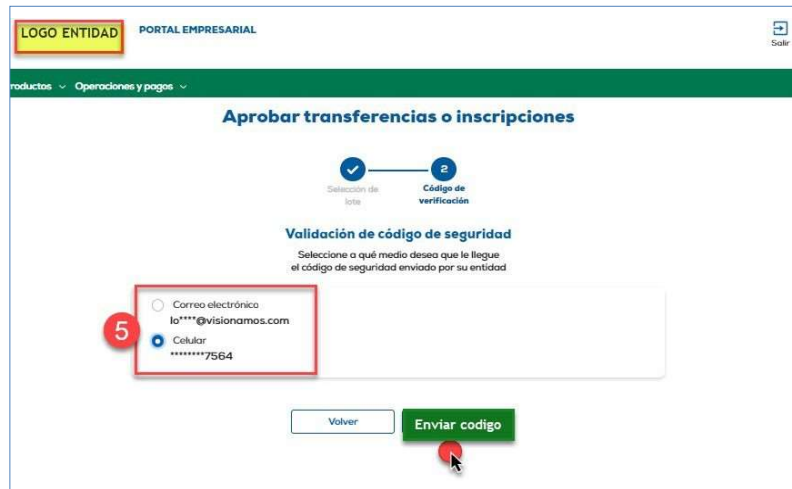 LOGO ENTIDAD
PORTAL EMPRESARIAL
Salir
roductos
Operaciones y pagos
Aprobar transferencias o inscripciones
2
Selección de
lote
Código de
verificación
Validación de código de seguridad
Seleccione a qué medio desea que le llegue
el código de seguridad enviado por su entidad
5
Correo electrónico
lo****@visionamos.com
Celular
********7564
Volver
Enviar codigo